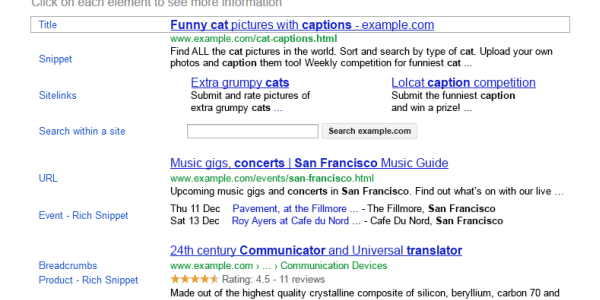 Click on each element to see more information
Title
Funny cat pictures with captions - example.com
www.example.com/cat-captions.html
Snippet
Find ALL the cat pictures in the world. Sort and search by type of cat. Upload your own
photos and caption them too! Weekly competition for funniest cat ...
Sitelinks
Extra grumpy cats
Submit and rate pictures of
extra grumpy cats ...
Lolcat caption competition
Submit the funniest caption
and win a prize! ...
Search within a site
Search example.com
Music gigs, concerts | San Francisco Music Guide
URL
www.example.com/events/san-francisco.html
Upcoming music gigs and concerts in San Francisco. Find out what's on with our live ...
Event - Rich Snippet
Thu 11 Dec Pavement, at the Fillmore ... - The Fillmore, San Francisco
Sat 13 Dec Roy Ayers at Cafe du Nord ... - Cafe Du Nord, San Francisco
24th century Communicator and Universal translator
Breadcrumbs
www.example.com › ... › Communication Devices
Product - Rich Snippet
Rating: 4.5 - 11 reviews
Made out of the highest quality crystalline composite of silicon, beryllium, carbon 70 and